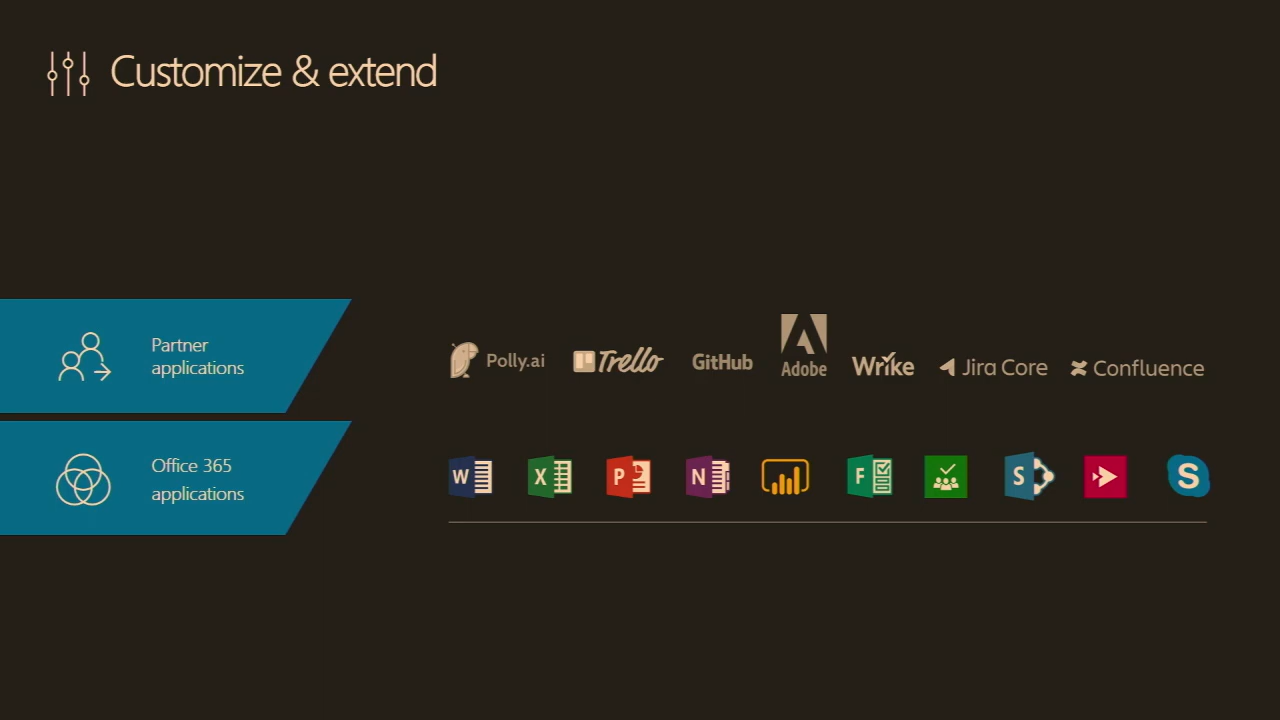 Customize & extend
Partner
applications
Polly.ai Trello GitHub Adobe Wrike Jira Core Confluence
Office 365
applications
W X P N F S S